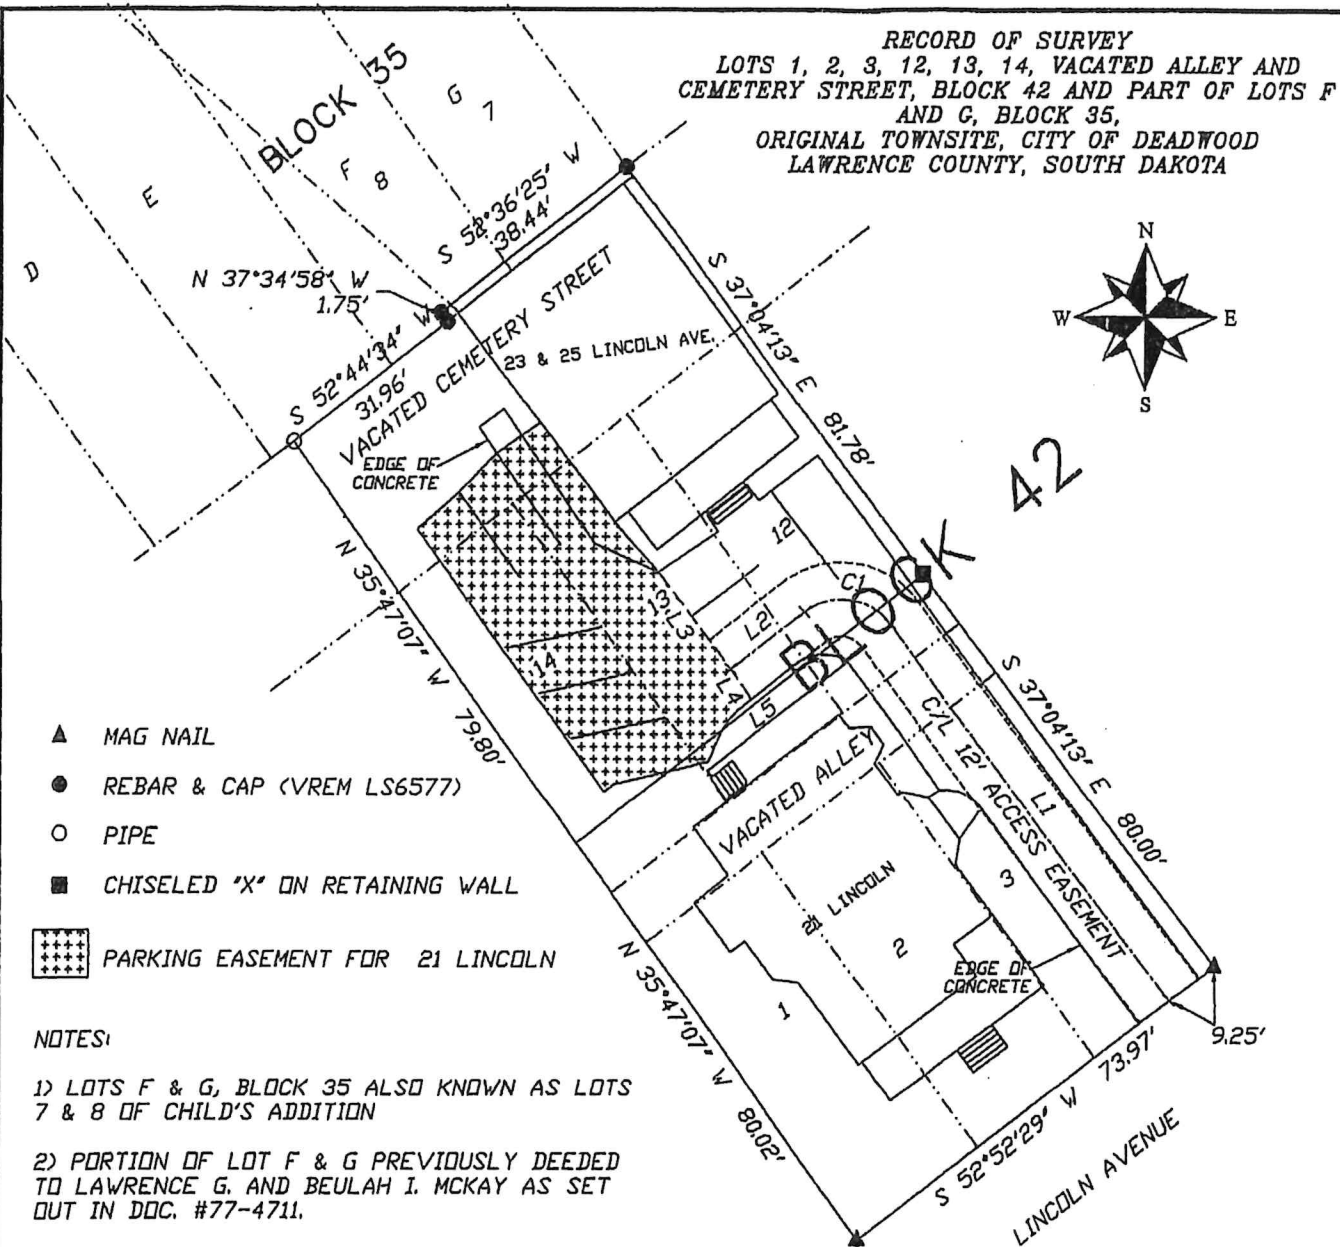 RECORD OF SURVEY
LOTS 1, 2, 3, 12, 13, 14, VACATED ALLEY AND
CEMETERY STREET, BLOCK 42 AND PART OF LOTS F
AND G, BLOCK 35,
ORIGINAL TOWNSITE, CITY OF DEADWOOD
LAWRENCE COUNTY, SOUTH DAKOTA
BLOCK 35
G
7
F
8
E
D
S 52°36'25" W
38.44'
N 37°34'58" W
1.75'
S 52°44'34" W
31.96'
VACATED CEMETERY STREET
23 & 25 LINCOLN AVE.
S 37°04'13" E 81.78'
N
W
E
S
EDGE OF
CONCRETE
BLOCK 42
12
C1
13
L3
L2
L4
L5
14
N 35°47'07" W 79.80'
S 37°04'13" E 80.00'
C/L 12' ACCESS EASEMENT
L1
VACATED ALLEY
21 LINCOLN
3
2
1
EDGE OF
CONCRETE
N 35°47'07" W 80.02'
9.25'
S 52°52'29" W 73.97'
LINCOLN AVENUE
MAG NAIL
REBAR & CAP (VREM LS6577)
PIPE
CHISELED "X" ON RETAINING WALL
PARKING EASEMENT FOR 21 LINCOLN
NOTES:
1) LOTS F & G, BLOCK 35 ALSO KNOWN AS LOTS
7 & 8 OF CHILD'S ADDITION
2) PORTION OF LOT F & G PREVIOUSLY DEEDED
TO LAWRENCE G. AND BEULAH I. MCKAY AS SET
OUT IN DOC. #77-4711.